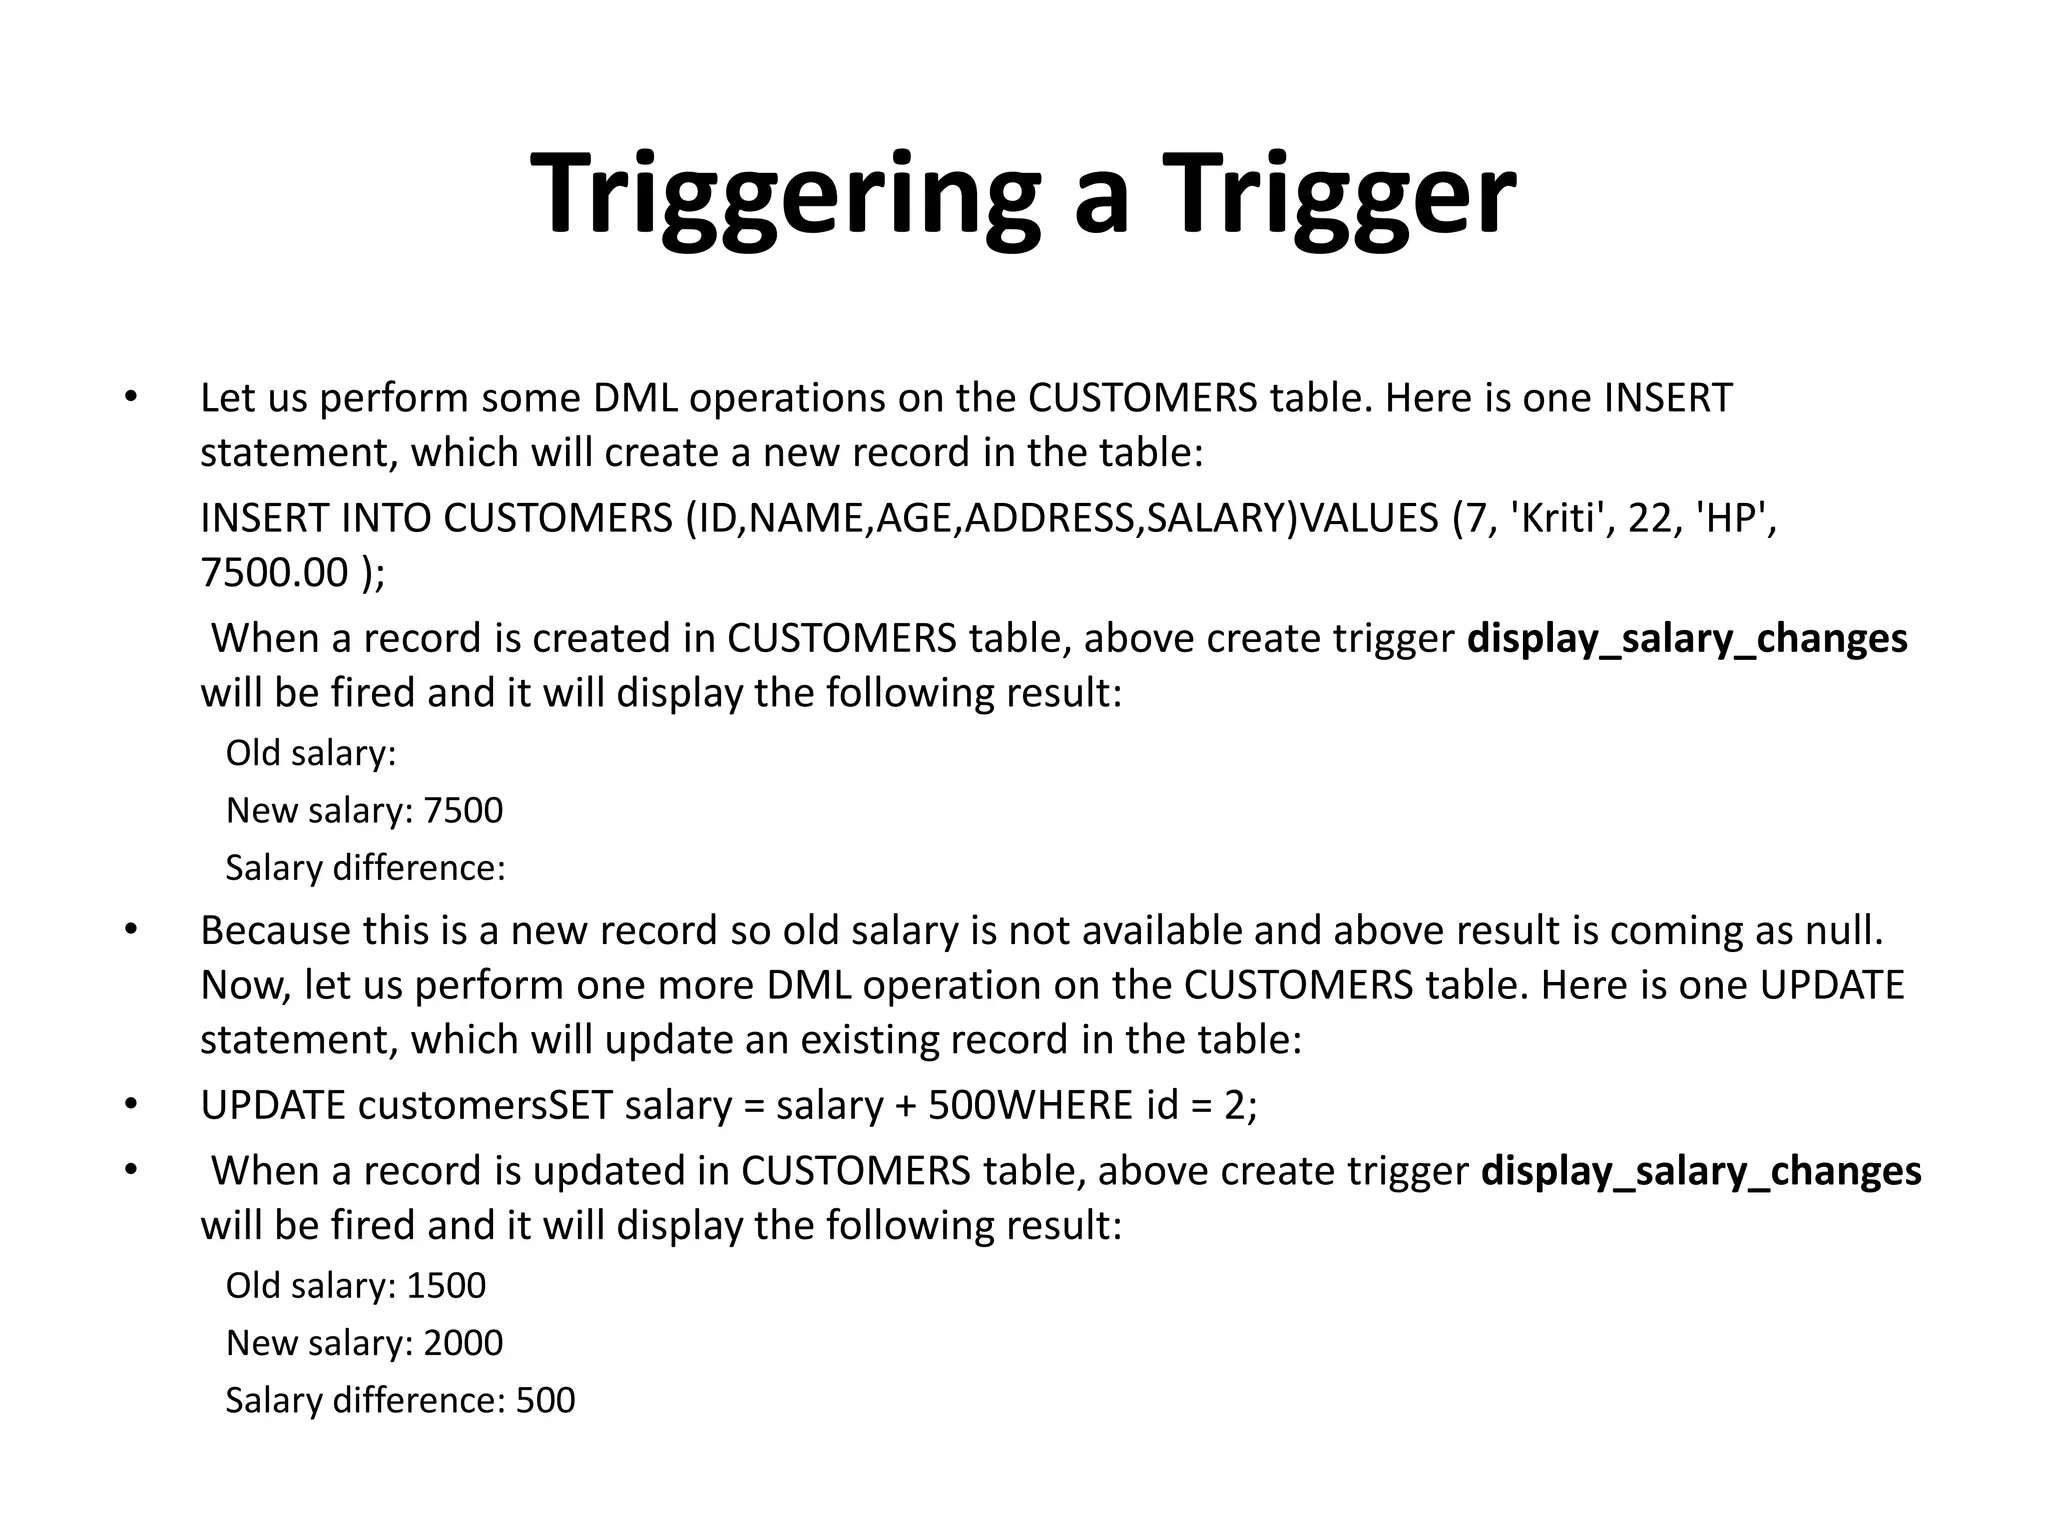 Triggering a Trigger
• Let us perform some DML operations on the CUSTOMERS table. Here is one INSERT
statement, which will create a new record in the table:
INSERT INTO CUSTOMERS (ID,NAME,AGE,ADDRESS,SALARY)VALUES (7, 'Kriti', 22, 'HP',
7500.00 );
When a record is created in CUSTOMERS table, above create trigger display_salary_changes
will be fired and it will display the following result:
Old salary:
New salary: 7500
Salary difference:
• Because this is a new record so old salary is not available and above result is coming as null.
Now, let us perform one more DML operation on the CUSTOMERS table. Here is one UPDATE
statement, which will update an existing record in the table:
• UPDATE customersSET salary = salary + 500WHERE id = 2;
• When a record is updated in CUSTOMERS table, above create trigger display_salary_changes
will be fired and it will display the following result:
Old salary: 1500
New salary: 2000
Salary difference: 500